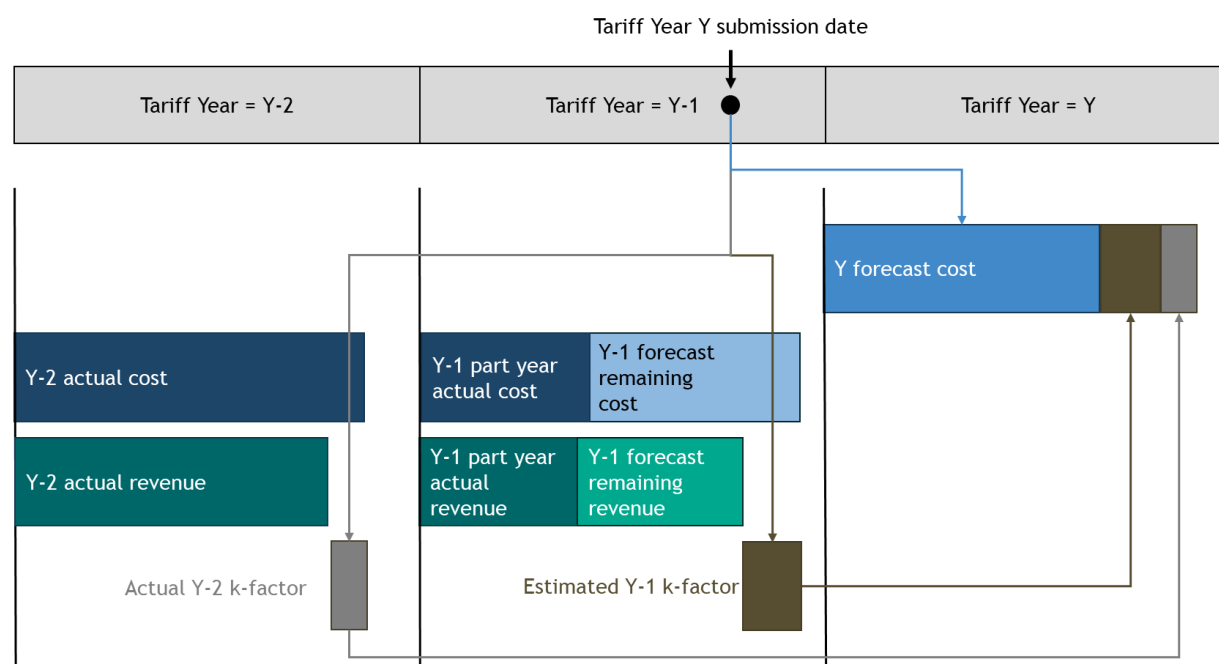 Tariff Year Y submission date
Tariff Year = Y-2
Tariff Year = Y-1
Tariff Year = Y
Y forecast cost
Y-2 actual cost
Y-1 part year
actual cost
Y-1 forecast
remaining
cost
Y-2 actual revenue
Y-1 part year
actual
revenue
Y-1 forecast
remaining
revenue
Actual Y-2 k-factor
Estimated Y-1 k-factor